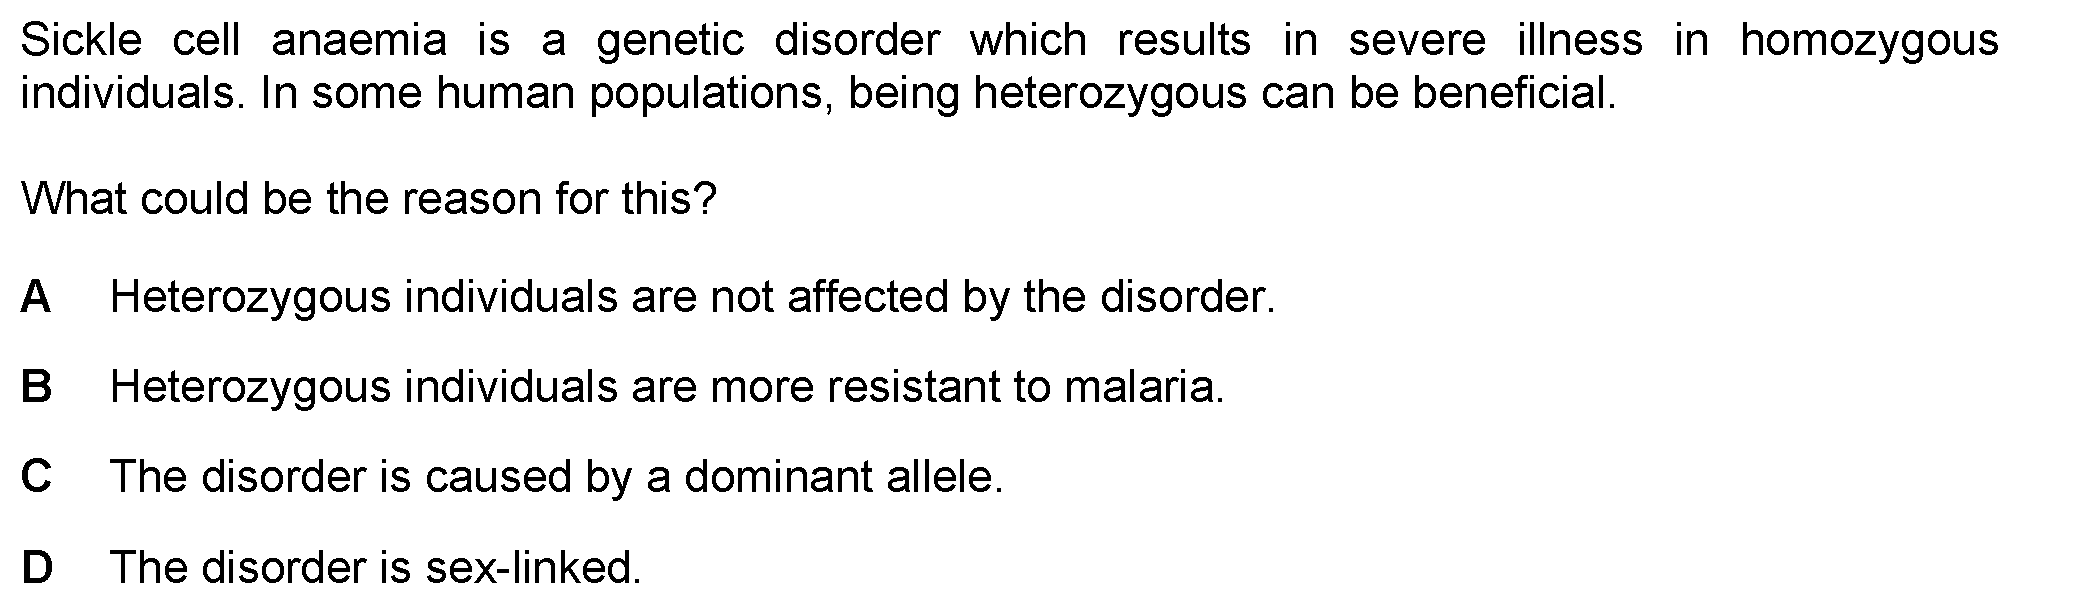 Sickle cell anaemia is a genetic disorder which results in severe illness in homozygous
individuals. In some human populations, being heterozygous can be beneficial.
What could be the reason for this?
A Heterozygous individuals are not affected by the disorder.
B Heterozygous individuals are more resistant to malaria.
C The disorder is caused by a dominant allele.
D The disorder is sex-linked.